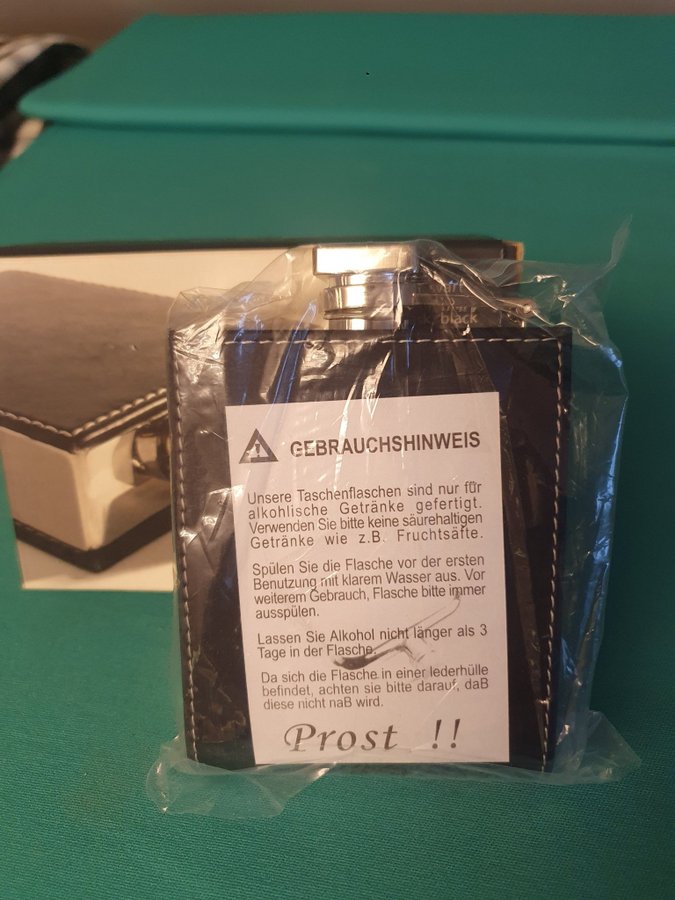 black
GEBRAUCHSHINWEIS
Unsere Taschenflaschen sind nur für
alkohlische Getränke gefertigt.
Verwenden Sie bitte keine säurehaltigen
Getränke wie z.B. Fruchtsäfte.
Spülen Sie die Flasche vor der ersten
Benutzung mit klarem Wasser aus. Vor
weiterem Gebrauch, Flasche bitte immer
ausspülen.
Lassen Sie Alkohol nicht länger als 3
Tage in der Flasche.
Da sich die Flasche in einer lederhülle
befindet, achten sie bitte darauf, daB
diese nicht naB wird.
Prost !!